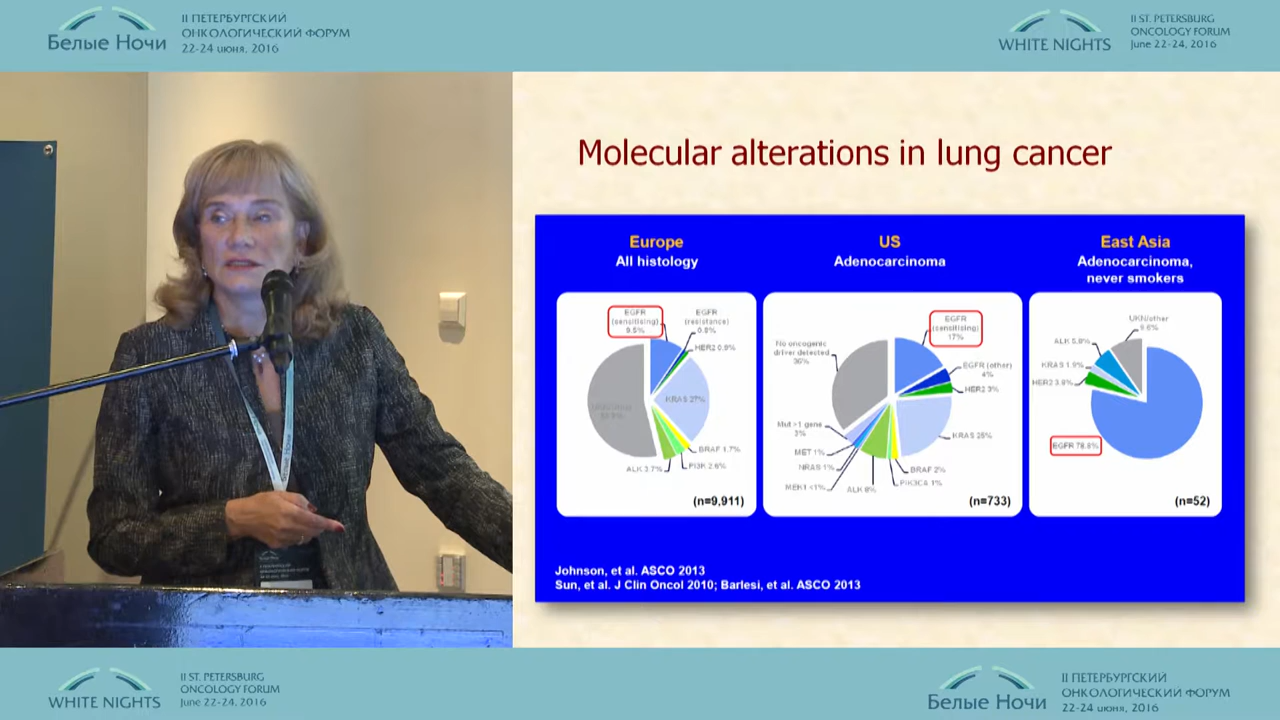 Белые Ночи
II ПЕТЕРБУРГСКИЙ
ОНКОЛОГИЧЕСКИЙ ФОРУМ
22-24 июня, 2016
WHITE NIGHTS
II ST. PETERSBURG
ONCOLOGY FORUM
June 22-24, 2016
Molecular alterations in lung cancer
Europe
All histology
EGFR
(sensitising)
9.5%
EGFR
(resistance)
0.8%
HER2 0.9%
KRAS 27%
BRAF 1.7%
PI3K 2.6%
ALK 3.7%
(n=9,911)
US
Adenocarcinoma
No oncogenic
driver detected
36%
EGFR
(sensitising)
17%
EGFR (other)
4%
HER2 3%
KRAS 25%
BRAF 2%
PIK3CA 1%
ALK 8%
MEK1 <1%
NRAS 1%
MET 1%
Mut >1 gene
3%
(n=733)
East Asia
Adenocarcinoma,
never smokers
UKN/other
9.6%
ALK 5.8%
KRAS 1.9%
HER2 3.8%
EGFR 78.8%
(n=52)
Johnson, et al. ASCO 2013
Sun, et al. J Clin Oncol 2010; Barlesi, et al. ASCO 2013
WHITE NIGHTS
II ST. PETERSBURG
ONCOLOGY FORUM
June 22-24, 2016
Белые Ночи
II ПЕТЕРБУРГСКИЙ
ОНКОЛОГИЧЕСКИЙ ФОРУМ
22-24 июня, 2016